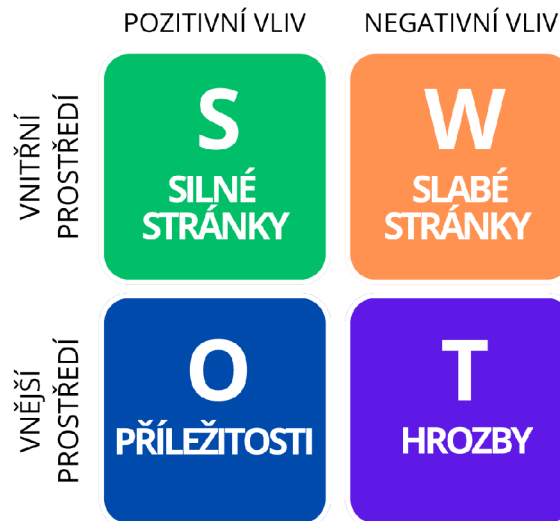 POZITIVNÍ VLIV
NEGATIVNÍ VLIV
VNITŘNÍ
PROSTŘEDÍ
S
SILNÉ
STRÁNKY
W
SLABÉ
STRÁNKY
VNĚJŠÍ
PROSTŘEDÍ
O
PŘÍLEŽITOSTI
T
HROZBY